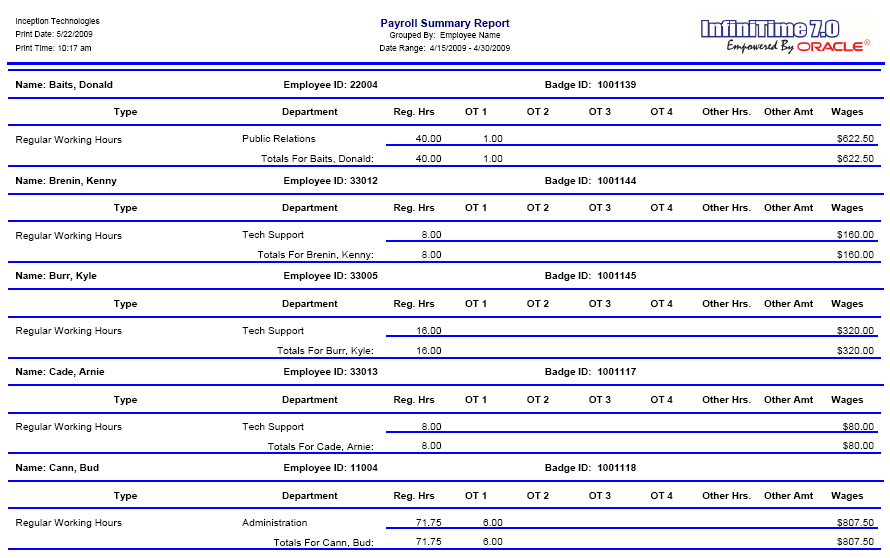 Inception Technologies
Print Date: 5/22/2009
Print Time: 10:17 am
Payroll Summary Report
Grouped By: Employee Name
Date Range: 4/15/2009 - 4/30/2009
InfiniTime 7.0
Empowered By ORACLE®
Name: Baits, Donald Employee ID: 22004 Badge ID: 1001139
Type Department Reg. Hrs OT 1 OT 2 OT 3 OT 4 Other Hrs. Other Amt Wages
Regular Working Hours Public Relations 40.00 1.00 $622.50
Totals For Baits, Donald: 40.00 1.00 $622.50
Name: Brenin, Kenny Employee ID: 33012 Badge ID: 1001144
Type Department Reg. Hrs OT 1 OT 2 OT 3 OT 4 Other Hrs. Other Amt Wages
Regular Working Hours Tech Support 8.00 $160.00
Totals For Brenin, Kenny: 8.00 $160.00
Name: Burr, Kyle Employee ID: 33005 Badge ID: 1001145
Type Department Reg. Hrs OT 1 OT 2 OT 3 OT 4 Other Hrs. Other Amt Wages
Regular Working Hours Tech Support 16.00 $320.00
Totals For Burr, Kyle: 16.00 $320.00
Name: Cade, Arnie Employee ID: 33013 Badge ID: 1001117
Type Department Reg. Hrs OT 1 OT 2 OT 3 OT 4 Other Hrs. Other Amt Wages
Regular Working Hours Tech Support 8.00 $80.00
Totals For Cade, Arnie: 8.00 $80.00
Name: Cann, Bud Employee ID: 11004 Badge ID: 1001118
Type Department Reg. Hrs OT 1 OT 2 OT 3 OT 4 Other Hrs. Other Amt Wages
Regular Working Hours Administration 71.75 6.00 $807.50
Totals For Cann, Bud: 71.75 6.00 $807.50